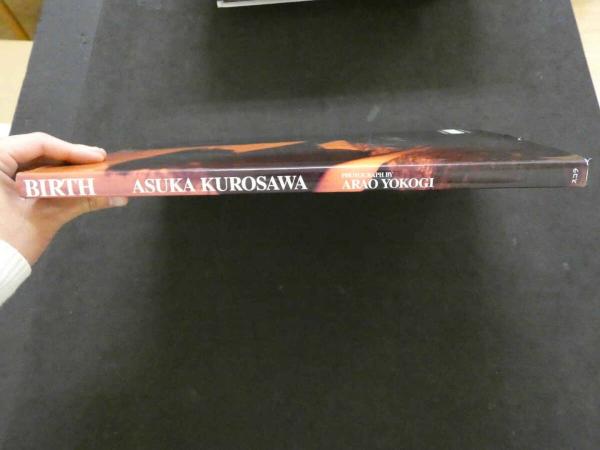 BIRTH
ASUKA KUROSAWA
PHOTOGRAPH BY
ARAO YOKOGI